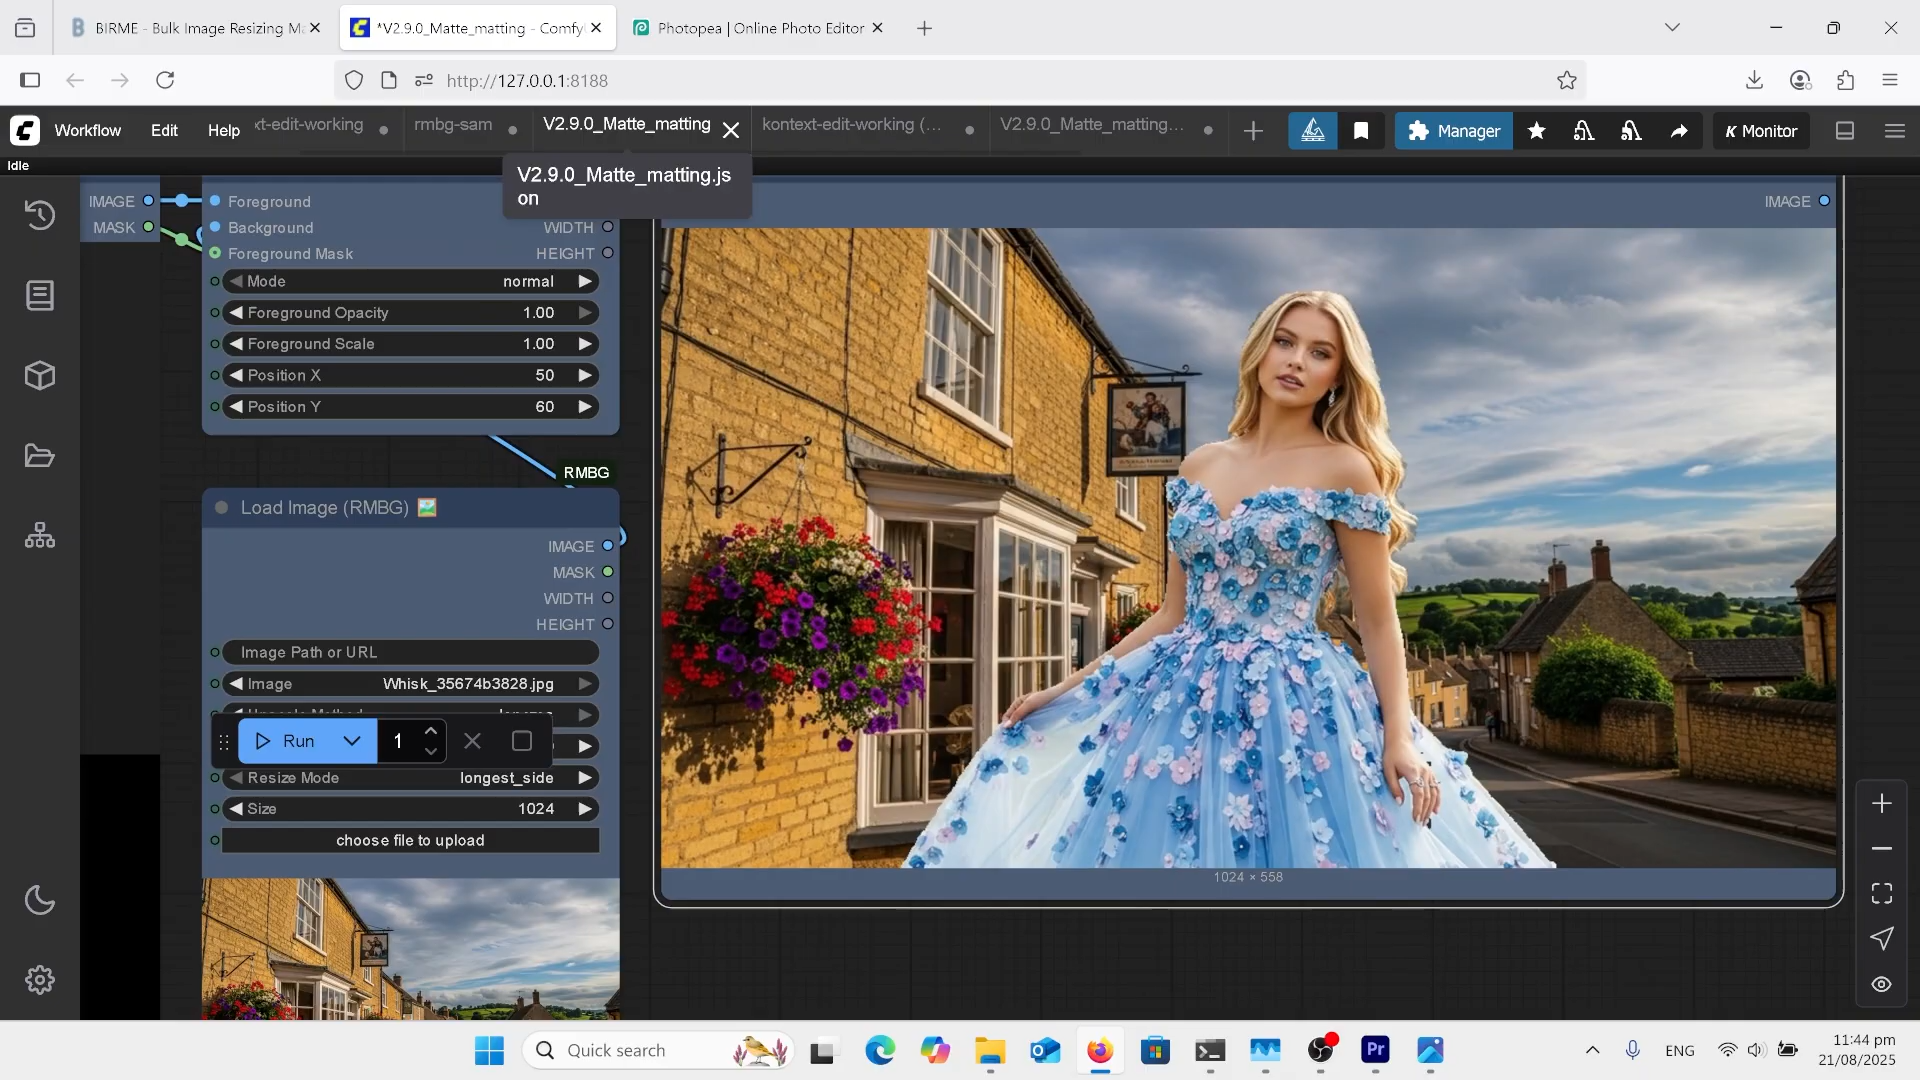 BIRME - Bulk Image Resizing Ma
*V2.9.0_Matte_matting - Comfy
Photopea | Online Photo Editor
http://127.0.0.1:8188
Workflow
Edit
Help
xt-edit-working
rmbg-sam
V2.9.0_Matte_matting
kontext-edit-working (...
V2.9.0_Matte_matting...
Manager
K Monitor
Idle
V2.9.0_Matte_matting.js
on
IMAGE
MASK
Foreground
Background
Foreground Mask
WIDTH
HEIGHT
Mode
normal
Foreground Opacity
1.00
Foreground Scale
1.00
Position X
50
Position Y
60
IMAGE
RMBG
Load Image (RMBG)
IMAGE
MASK
WIDTH
HEIGHT
Image Path or URL
Image
Whisk_35674b3828.jpg
Run
1
Resize Mode
longest_side
Size
1024
choose file to upload
1024 × 558
Quick search
Pr
ENG
11:44 pm
21/08/2025